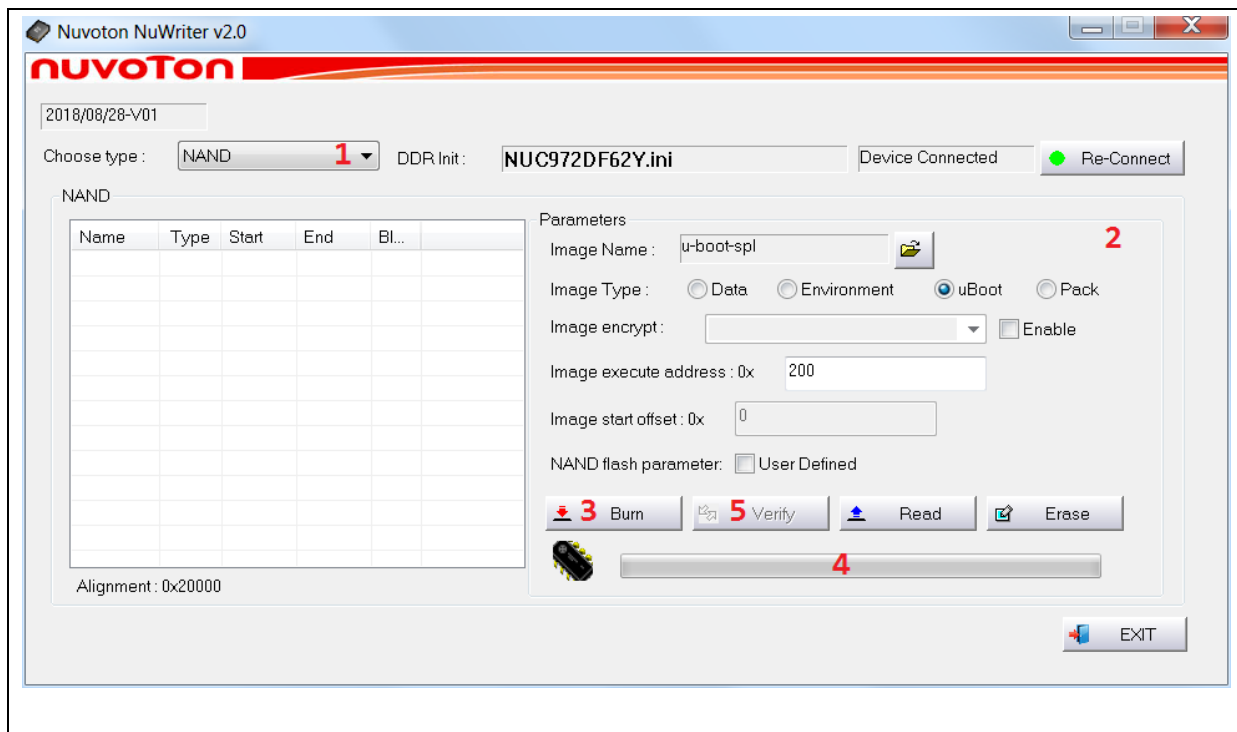 Nuvoton NuWriter v2.0
nuvoTon
2018/08/28-V01
Choose type : NAND 1 DDR Init : NUC972DF62Y.ini Device Connected Re-Connect
NAND
Name Type Start End Bl...
Alignment : 0x20000
Parameters
2
Image Name : u-boot-spl
Image Type : Data Environment uBoot Pack
Image encrypt : Enable
Image execute address : 0x 200
Image start offset : 0x 0
NAND flash parameter: User Defined
3 Burn 5 Verify Read Erase
4
EXIT